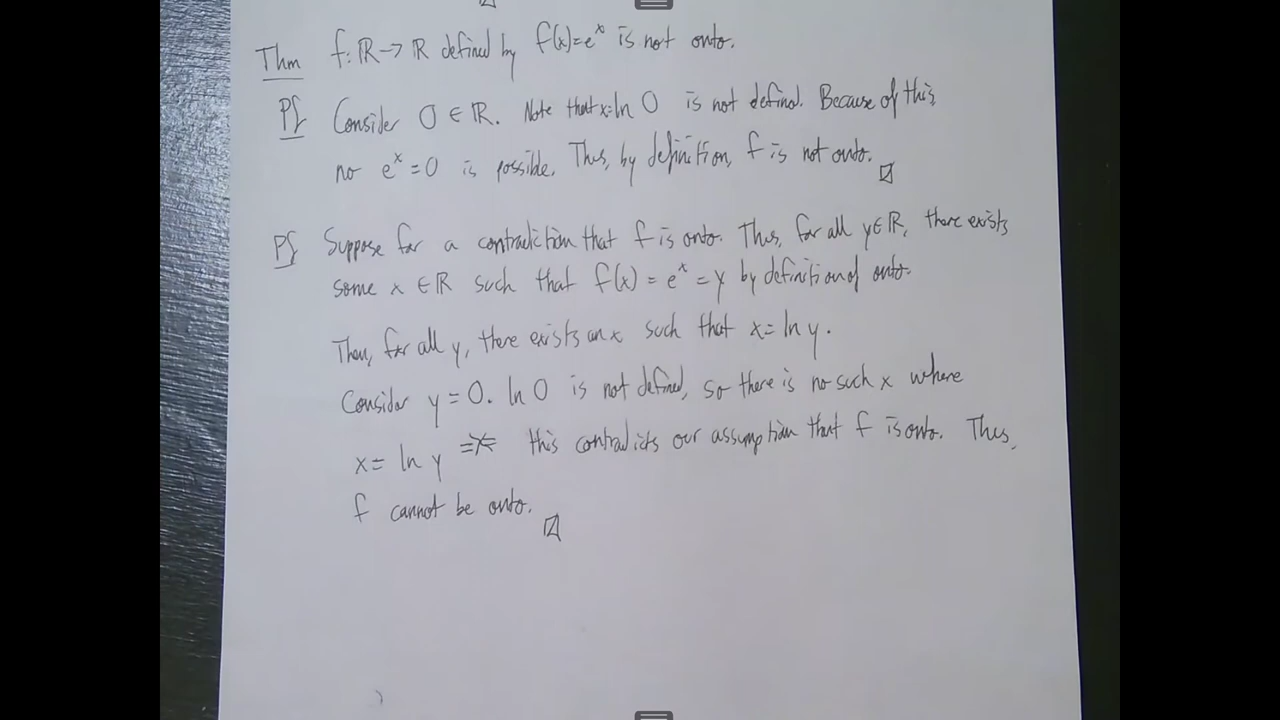 Thm f: ℝ → ℝ defined by f(x)=eˣ is not onto.
Pf Consider 0 ∈ ℝ. Note that x=ln 0 is not defined. Because of this,
no eˣ = 0 is possible. Thus, by definition, f is not onto. ☐
Pf Suppose for a contradiction that f is onto. Thus, for all y∈ℝ, there exists
some x ∈ ℝ such that f(x) = eˣ = y by definition of onto.
Then, for all y, there exists an x such that x = ln y.
Consider y = 0. ln 0 is not defined, so there is no such x where
x = ln y =X= this contradicts our assumption that f is onto. Thus,
f cannot be onto. ☐